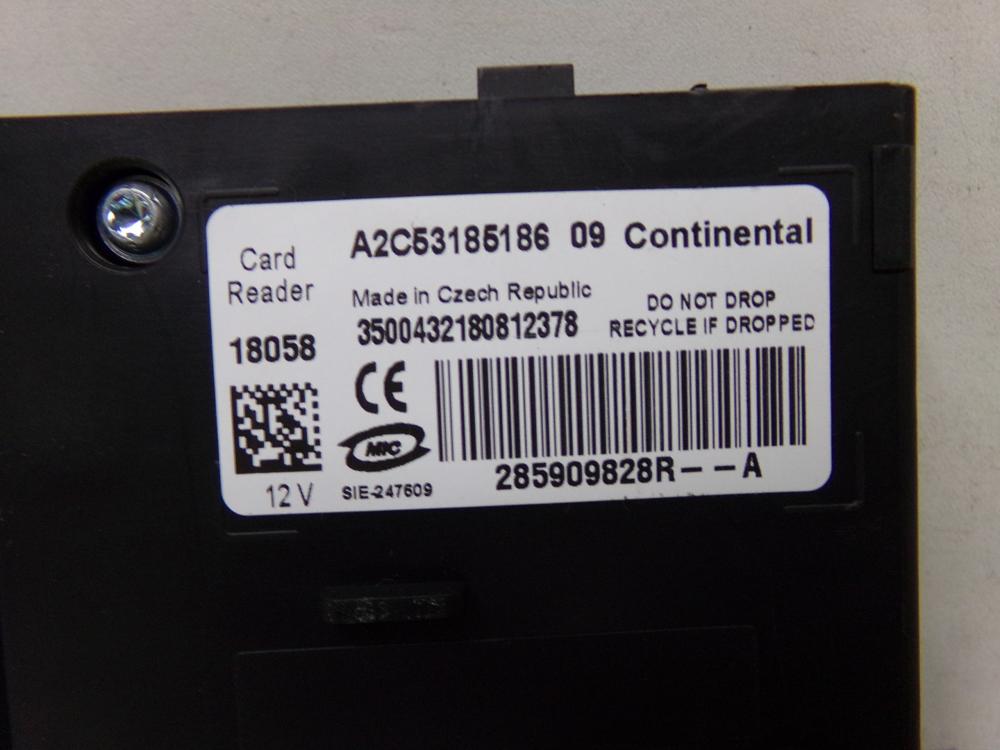 Card
Reader
18058
12 V
A2C53185186 09 Continental
Made in Czech Republic
3500432180812378
DO NOT DROP
RECYCLE IF DROPPED
CE
MIC
SIE-247609
285909828R--A